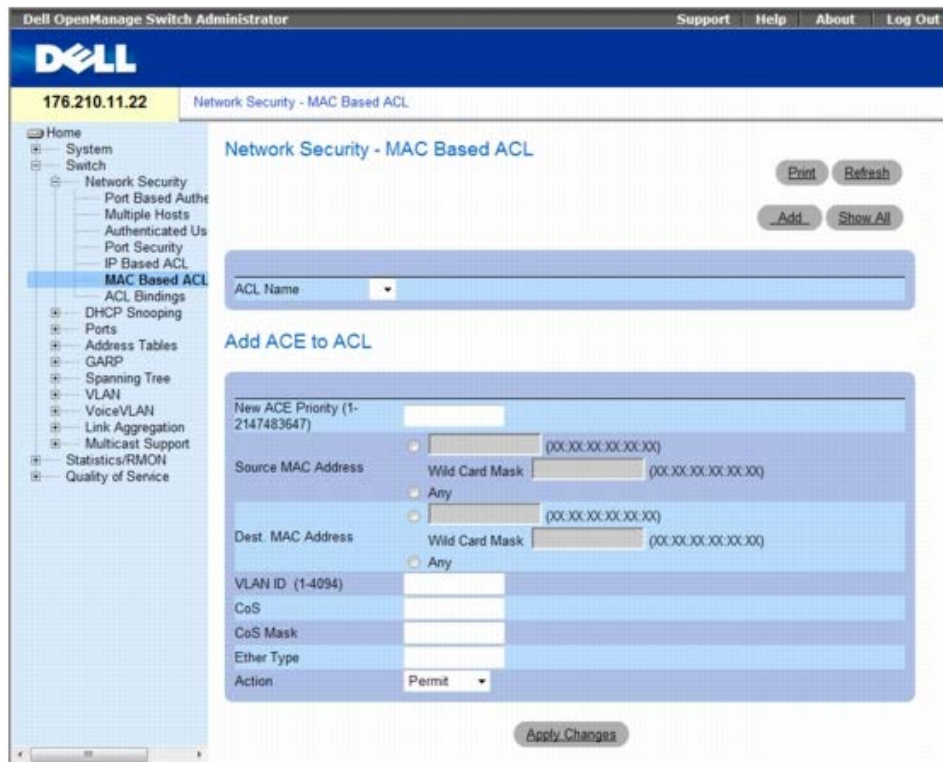 Dell OpenManage Switch Administrator
Support Help About Log Out
DELL
176.210.11.22
Network Security - MAC Based ACL
Home
System
Switch
Network Security
Port Based Authe
Multiple Hosts
Authenticated Us
Port Security
IP Based ACL
MAC Based ACL
ACL Bindings
DHCP Snooping
Ports
Address Tables
GARP
Spanning Tree
VLAN
VoiceVLAN
Link Aggregation
Multicast Support
Statistics/RMON
Quality of Service
Network Security - MAC Based ACL
Print Refresh
Add Show All
ACL Name
Add ACE to ACL
New ACE Priority (1-
2147483647)
Source MAC Address
(XX:XX:XX:XX:XX:XX)
Wild Card Mask (XX:XX:XX:XX:XX:XX)
Any
Dest. MAC Address
(XX:XX:XX:XX:XX:XX)
Wild Card Mask (XX:XX:XX:XX:XX:XX)
Any
VLAN ID (1-4094)
CoS
CoS Mask
Ether Type
Action Permit
Apply Changes